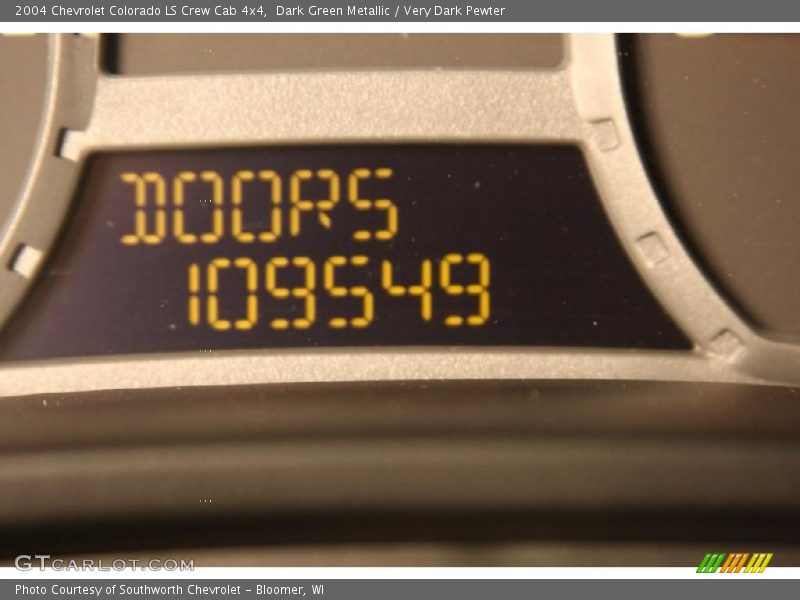 2004 Chevrolet Colorado LS Crew Cab 4x4,  Dark Green Metallic / Very Dark Pewter
DOORS
109549
GTCARLOT.COM
Photo Courtesy of Southworth Chevrolet - Bloomer, WI